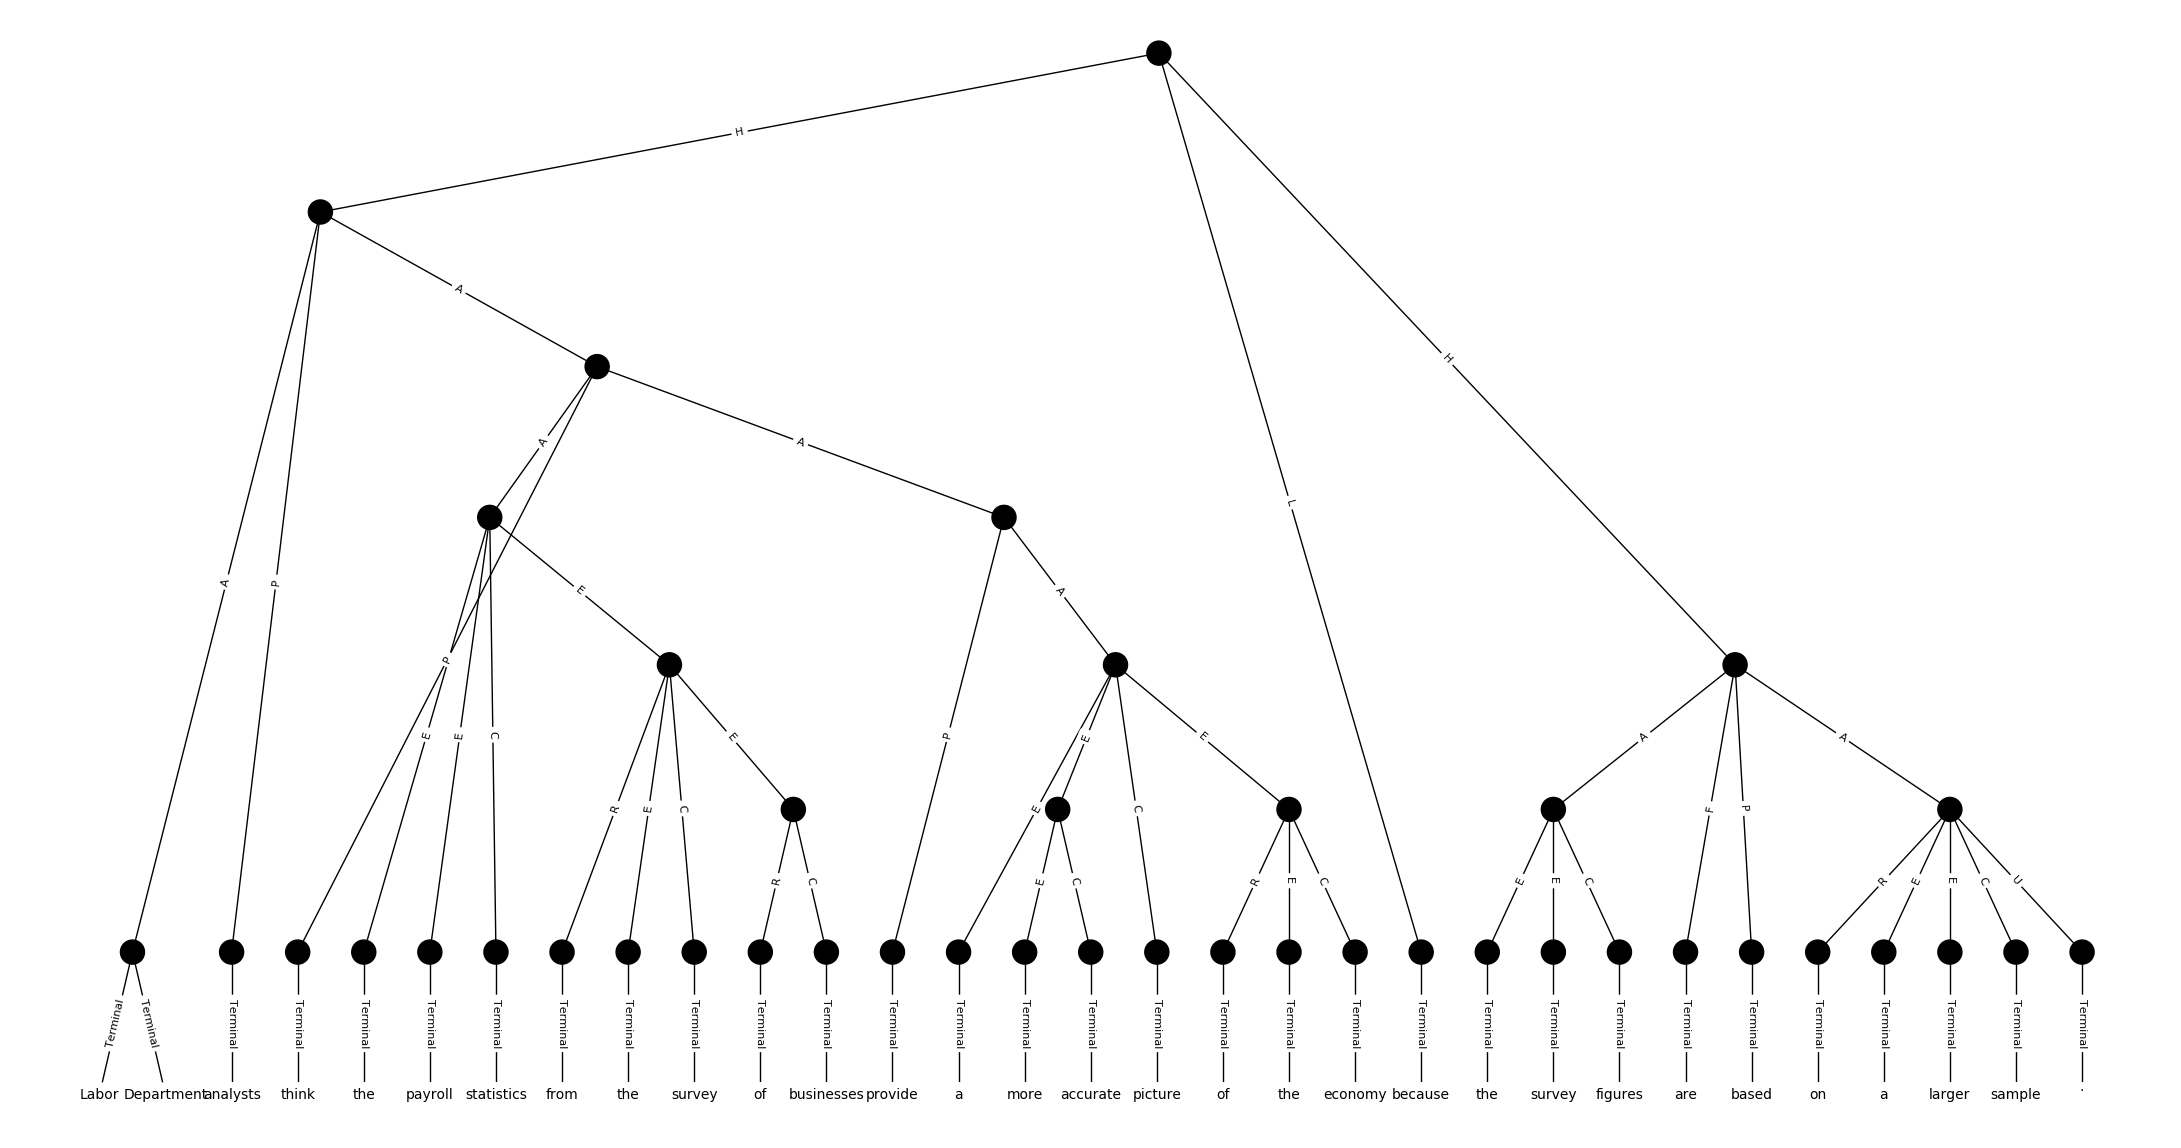 H
A
A
A
H
L
A P E A
P E E C E P E E A A
R E C E C F P
R C E C R E C E E C R E E C U
Terminal Terminal Terminal Terminal Terminal Terminal Terminal Terminal Terminal Terminal Terminal Terminal Terminal Terminal Terminal Terminal Terminal Terminal Terminal Terminal Terminal Terminal Terminal Terminal Terminal Terminal Terminal Terminal Terminal Terminal Terminal
Labor Department analysts think the payroll statistics from the survey of businesses provide a more accurate picture of the economy because the survey figures are based on a larger sample .